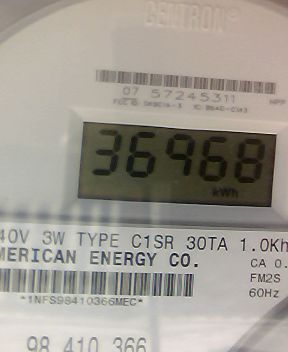 CENTRON®
07 57245311
36968
kWh
40V 3W TYPE C1SR 30TA 1.0Kh
MERICAN ENERGY CO.
CA 0.
FM2S
60Hz
*1NFS98410366MEC*
98 410 366